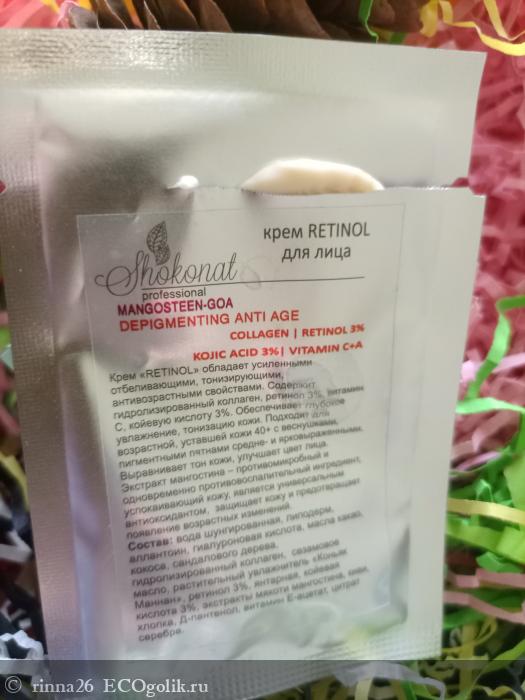 крем RETINOL
для лица
Shokonat
professional
MANGOSTEEN-GOA
DEPIGMENTING ANTI AGE
COLLAGEN | RETINOL 3%
KOJIC ACID 3% | VITAMIN C+A
Крем «RETINOL» обладает усиленными
отбеливающими, тонизирующими,
антивозрастными свойствами. Содержит
гидролизированный коллаген, ретинол 3%, витамин
С, койевую кислоту 3%. Обеспечивает глубокое
увлажнение, тонизацию кожи. Подходит для
возрастной, уставшей кожи 40+ с веснушками,
пигментными пятнами средне- и ярковыраженными.
Выравнивает тон кожи, улучшает цвет лица.
Экстракт мангостина – противомикробный и
одновременно противовоспалительный ингредиент,
успокаивающий кожу, является универсальным
антиоксидантом, защищает кожу и предотвращает
появление возрастных изменений.
Состав: вода шунгированная, липодерм,
аллантоин, гиалуроновая кислота, масла какао,
кокоса, сандалового дерева,
гидролизированный коллаген, сезамовое
масло, растительный увлажнитель «Коньяк
Маннан», ретинол 3%, янтарная, койевая
кислота 3%, экстракты мякоти мангостина, киви,
хлопка, Д-пантенол, витамин Е-ацетат, цитрат
серебра.
© rinna26 ECOgolik.ru